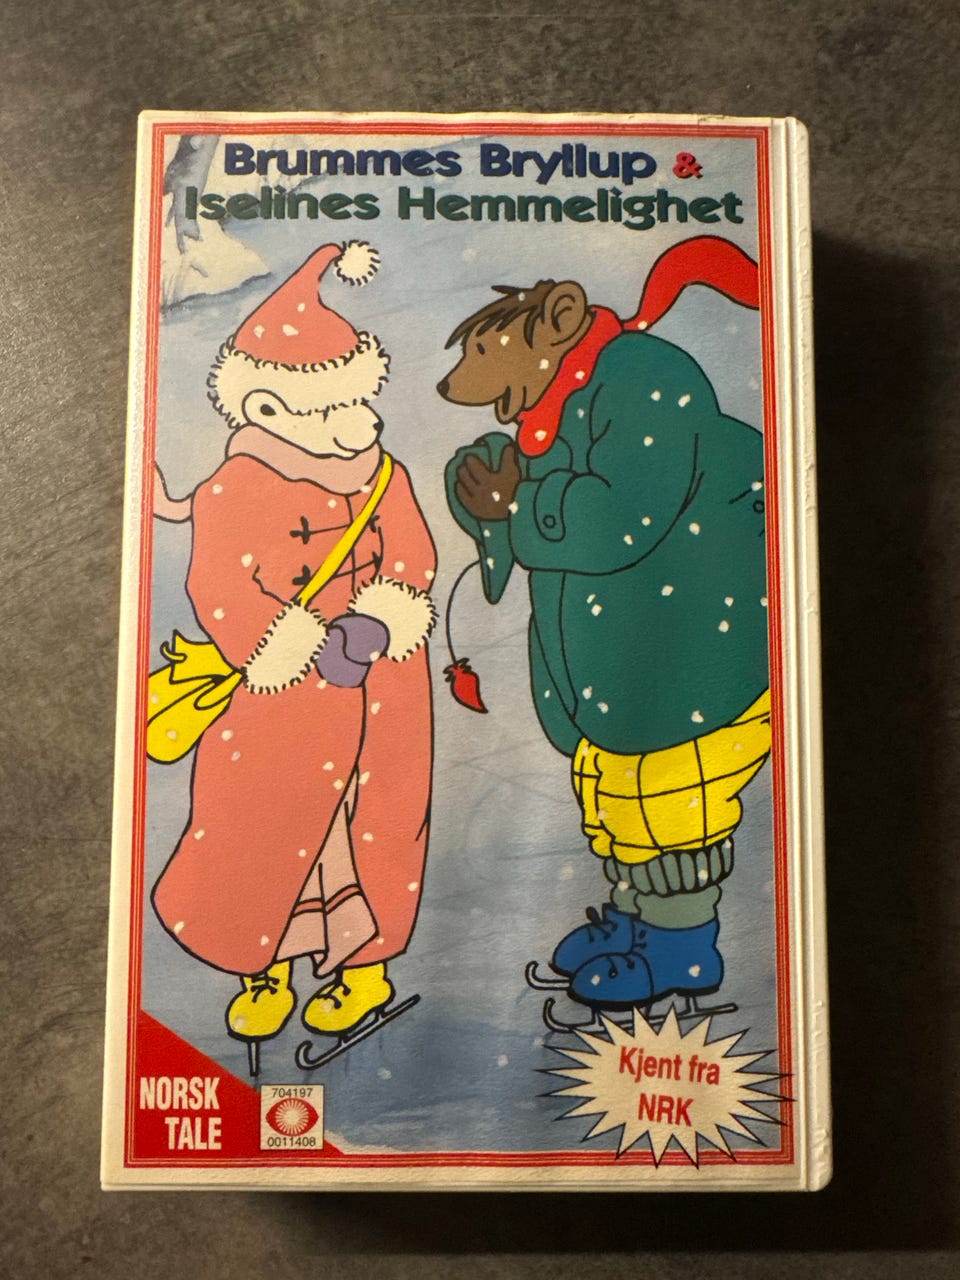 Brummes Bryllup &
Iselines Hemmelighet
Kjent fra
NRK
NORSK
TALE
704197
0011408